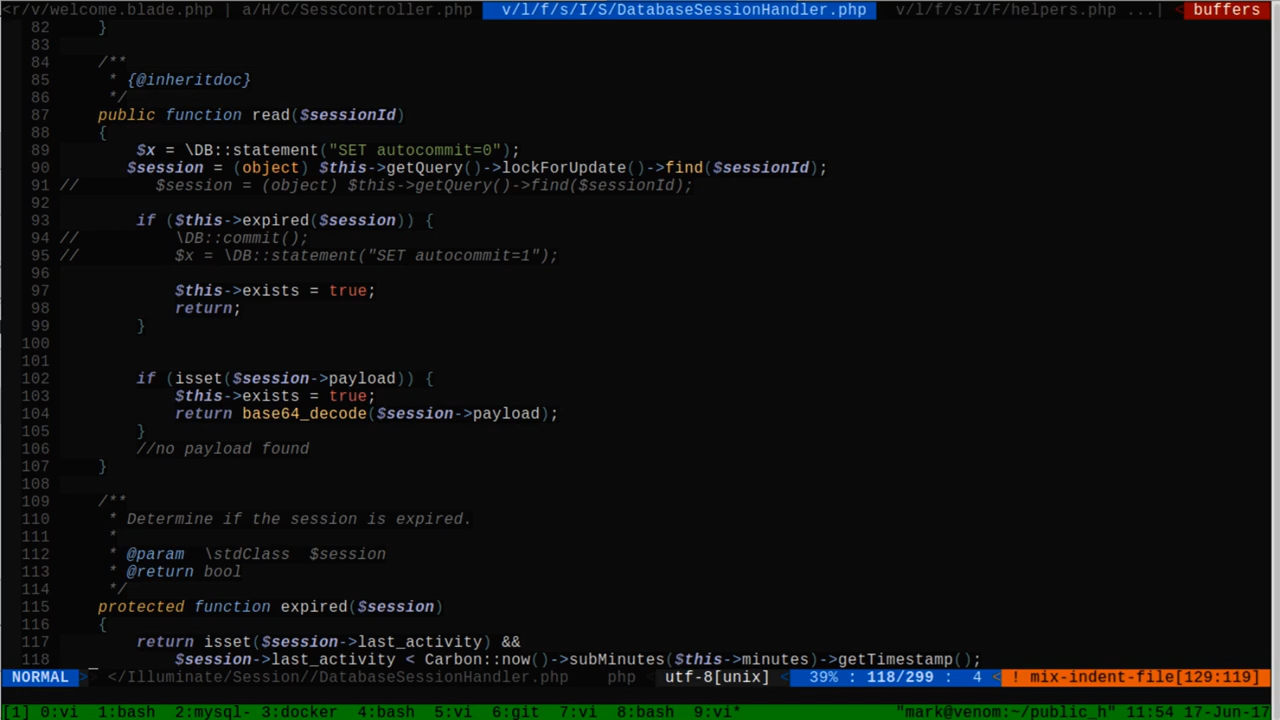 <r/v/welcome.blade.php | a/H/C/SessController.php  v/l/f/s/I/S/DatabaseSessionHandler.php  v/l/f/s/I/F/helpers.php ...| < buffers
82     }
83
84     /**
85      * {@inheritdoc}
86      */
87     public function read($sessionId)
88     {
89         $x = \DB::statement("SET autocommit=0");
90        $session = (object) $this->getQuery()->lockForUpdate()->find($sessionId);
91 //        $session = (object) $this->getQuery()->find($sessionId);
92
93         if ($this->expired($session)) {
94 //          \DB::commit();
95 //          $x = \DB::statement("SET autocommit=1");
96
97             $this->exists = true;
98             return;
99         }
100
101
102         if (isset($session->payload)) {
103             $this->exists = true;
104             return base64_decode($session->payload);
105         }
106         //no payload found
107     }
108
109     /**
110      * Determine if the session is expired.
111      *
112      * @param  \stdClass  $session
113      * @return bool
114      */
115     protected function expired($session)
116     {
117         return isset($session->last_activity) &&
118             $session->last_activity < Carbon::now()->subMinutes($this->minutes)->getTimestamp();
NORMAL >> </Illuminate/Session//DatabaseSessionHandler.php    php < utf-8[unix] < 39% : 118/299 :  4 < ! mix-indent-file[129:119]
[1] 0:vi  1:bash  2:mysql- 3:docker  4:bash  5:vi  6:git  7:vi  8:bash  9:vi*  "mark@venom:~/public_h" 11:54 17-Jun-17